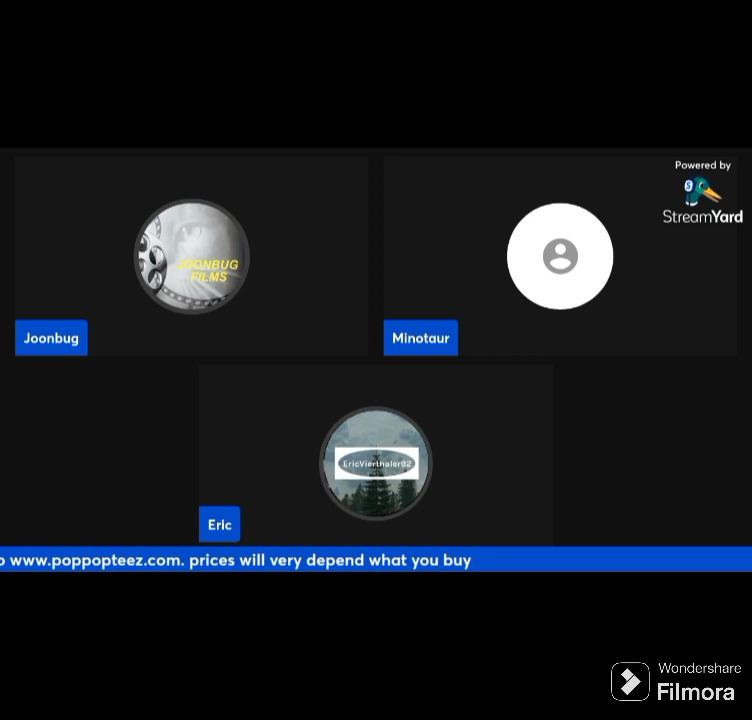 Powered by
StreamYard
JOONBUG
FILMS
Joonbug
Minotaur
EricVierthaler92
Eric
www.poppopteez.com. prices will very depend what you buy
Wondershare
Filmora